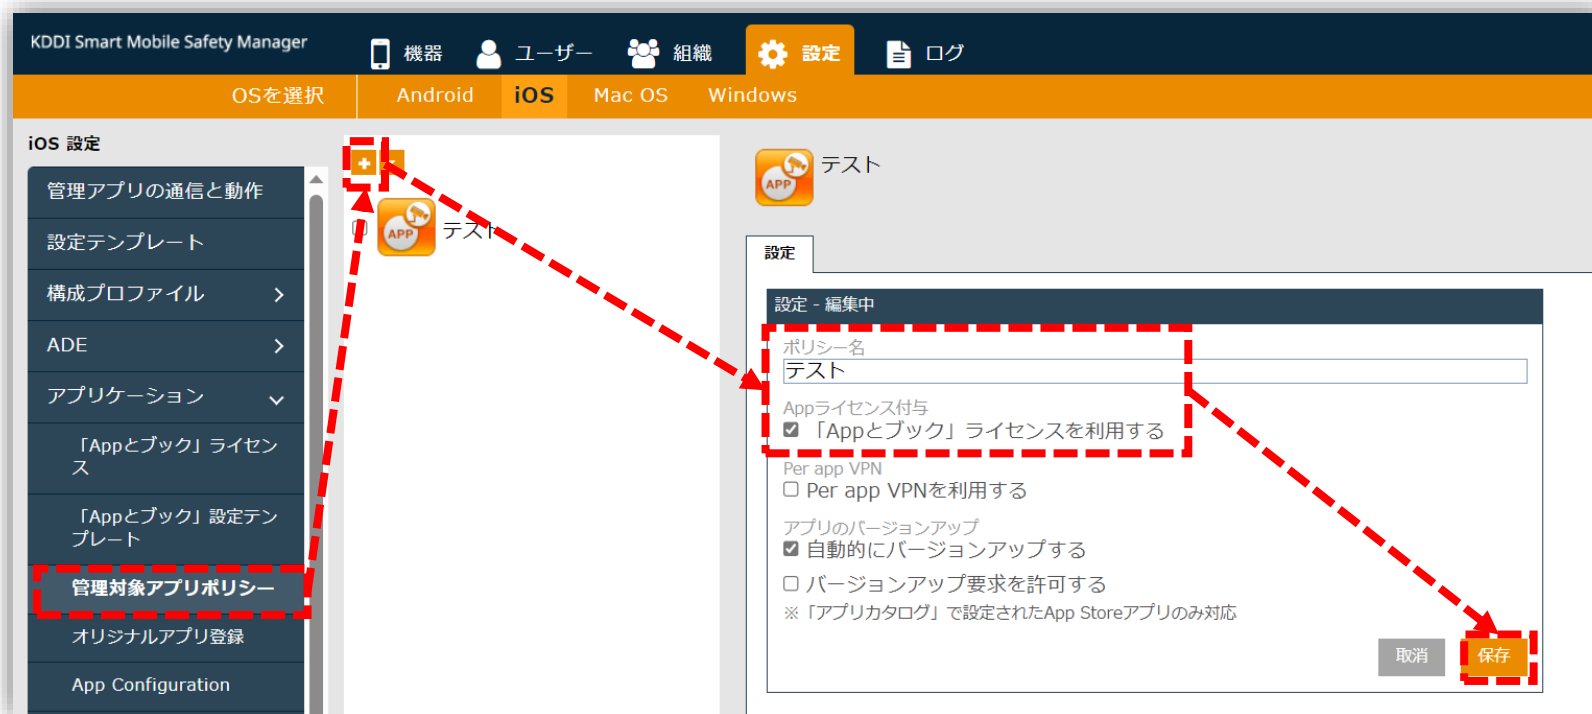 KDDI Smart Mobile Safety Manager
機器
ユーザー
組織
設定
ログ
OSを選択
Android
iOS
Mac OS
Windows
iOS 設定
管理アプリの通信と動作
設定テンプレート
構成プロファイル
ADE
アプリケーション
「Appとブック」ライセン
ス
「Appとブック」設定テン
プレート
管理対象アプリポリシー
オリジナルアプリ登録
App Configuration
APP
テスト
APP
テスト
設定
設定 - 編集中
ポリシー名
テスト
Appライセンス付与
「Appとブック」ライセンスを利用する
Per app VPN
Per app VPNを利用する
アプリのバージョンアップ
自動的にバージョンアップする
バージョンアップ要求を許可する
※「アプリカタログ」で設定されたApp Storeアプリのみ対応
取消
保存